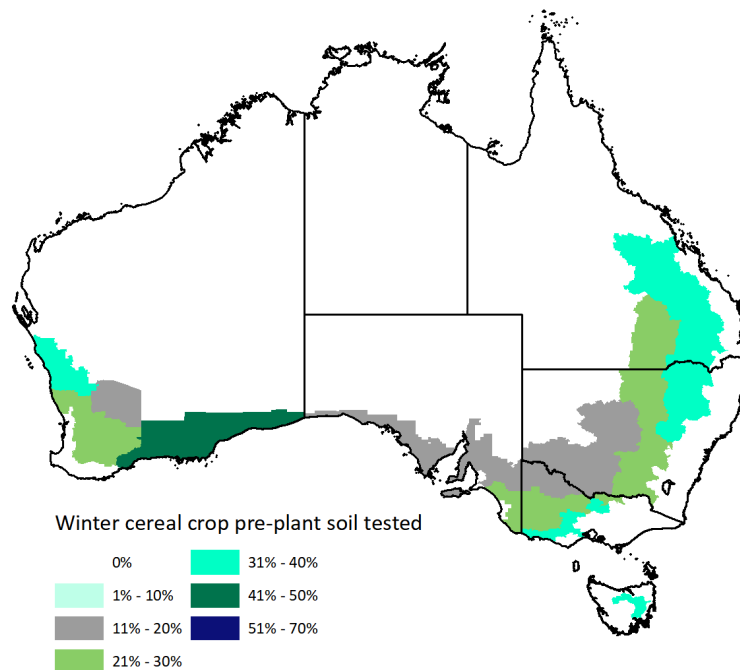 Winter cereal crop pre-plant soil tested
0%
1% - 10%
11% - 20%
21% - 30%
31% - 40%
41% - 50%
51% - 70%